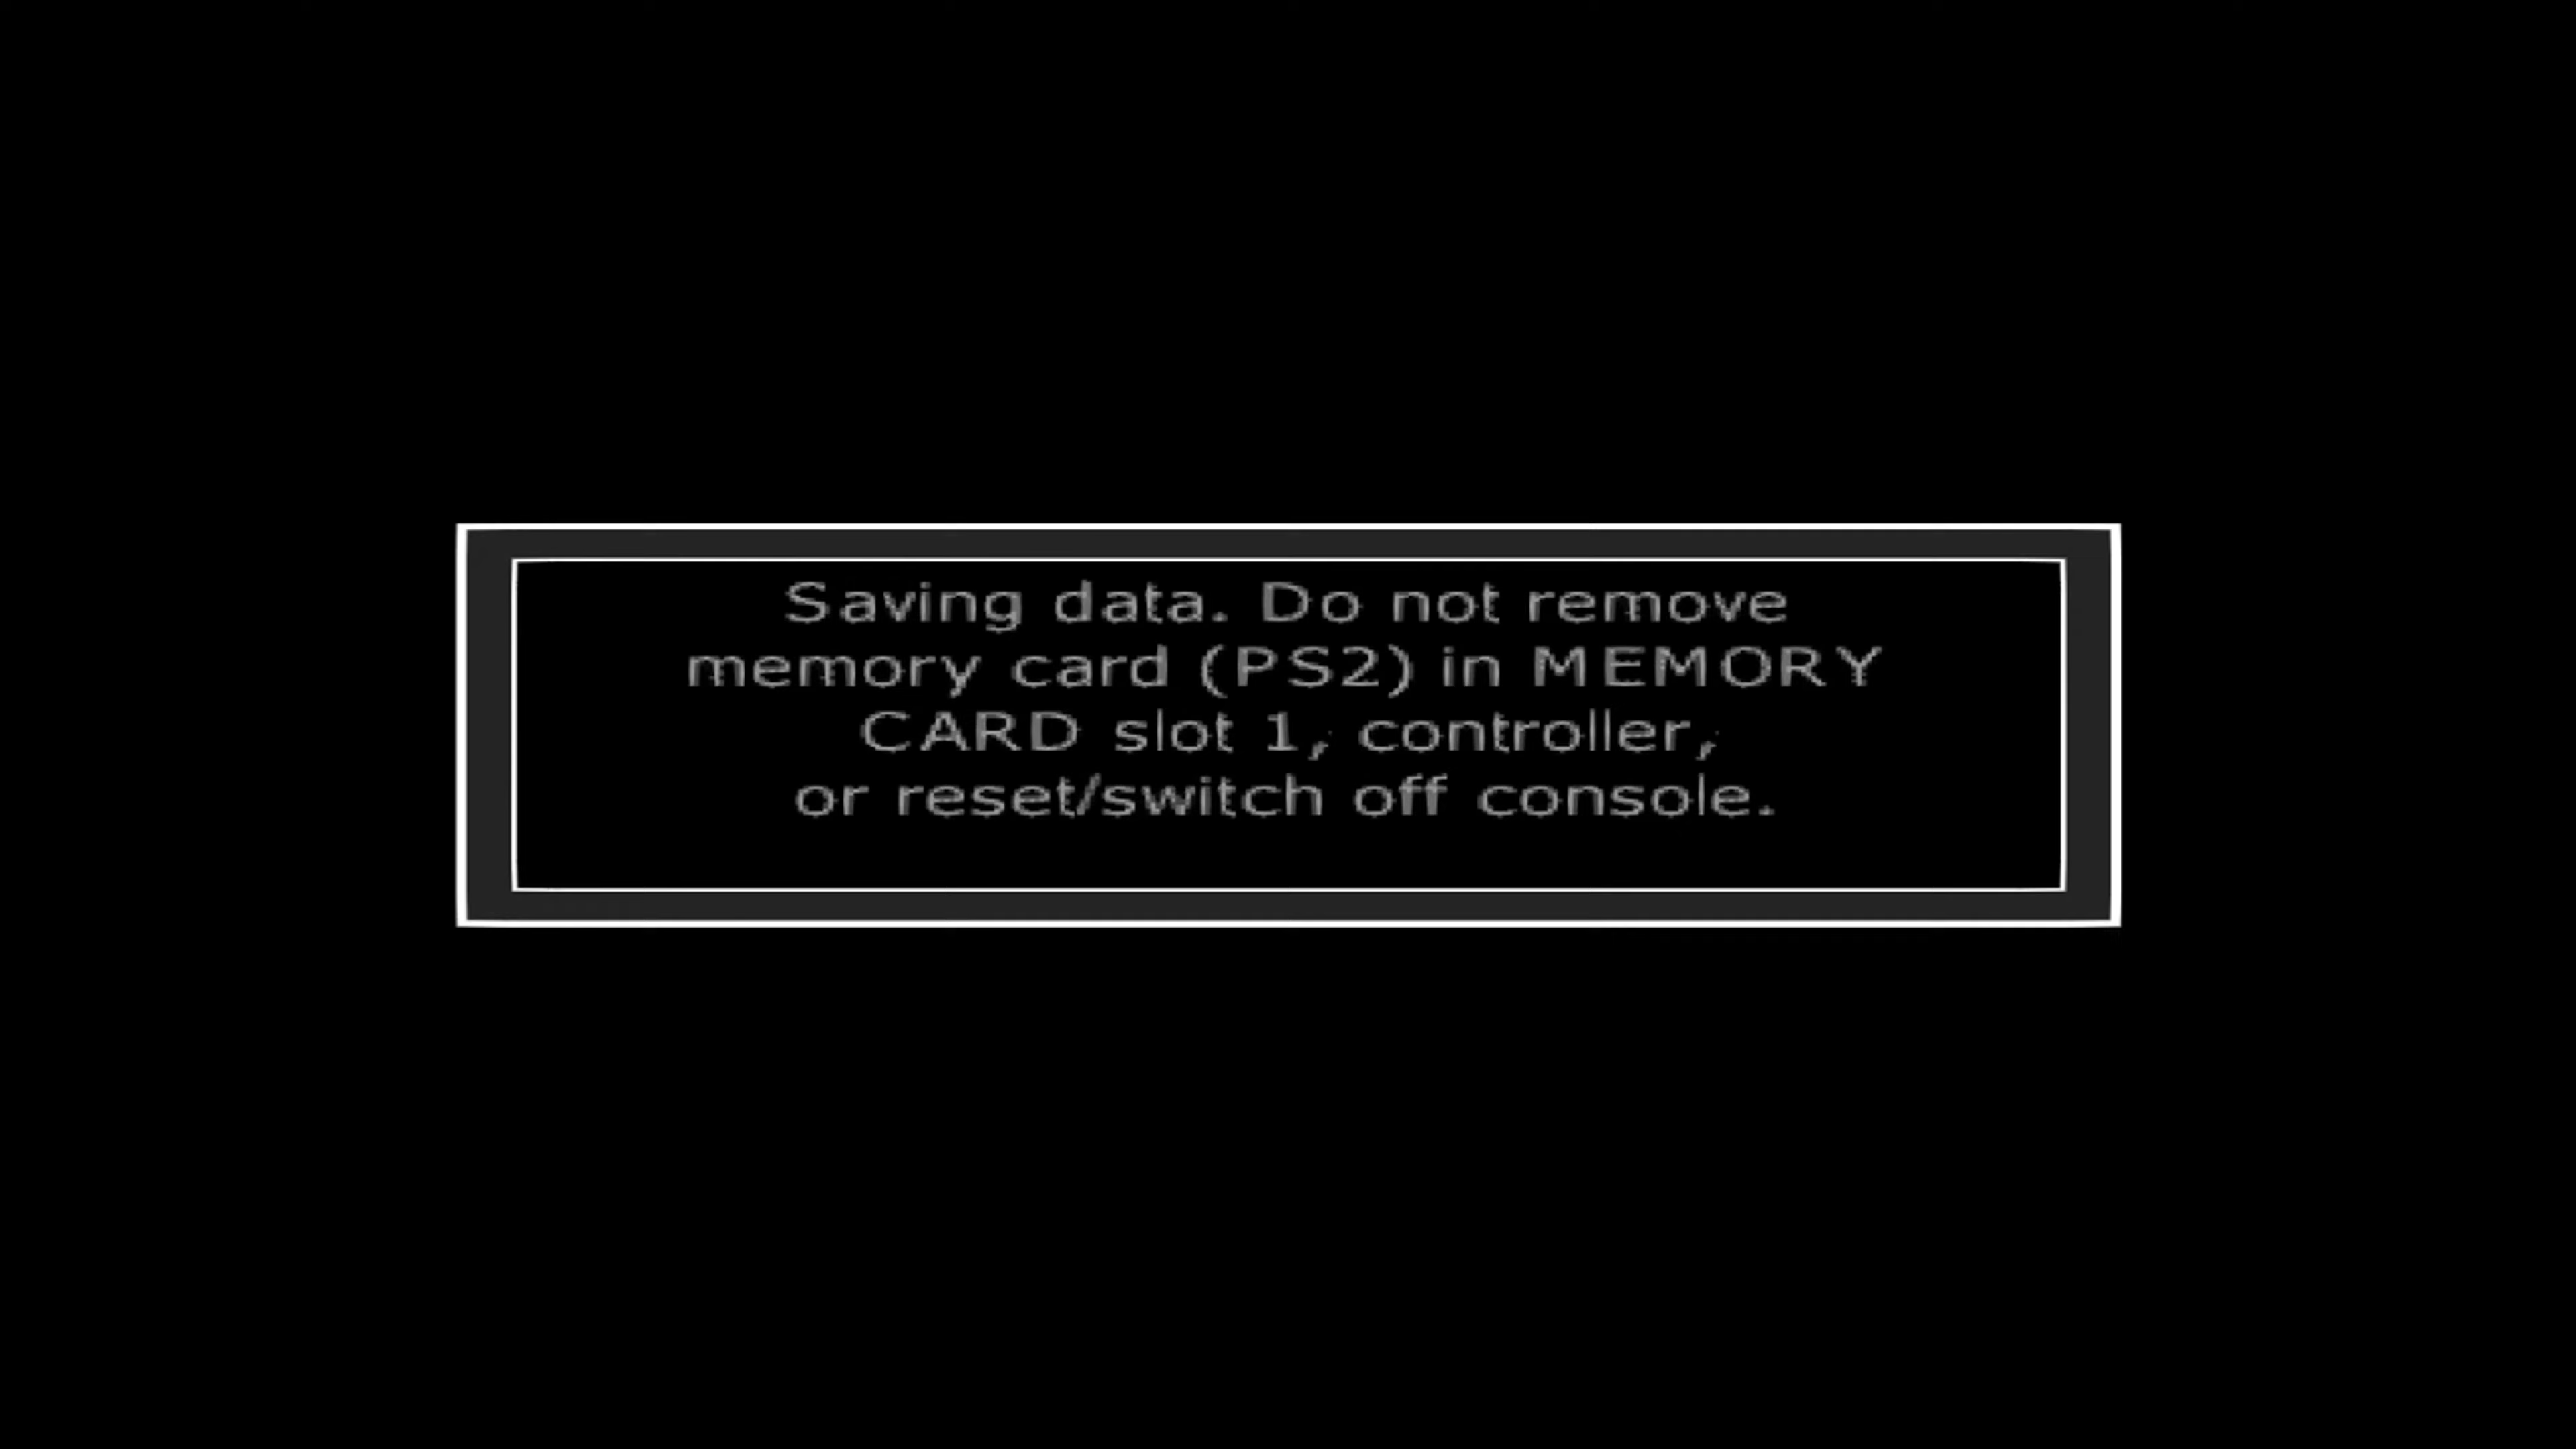 Saving data. Do not remove
memory card (PS2) in MEMORY
CARD slot 1, controller,
or reset/switch off console.